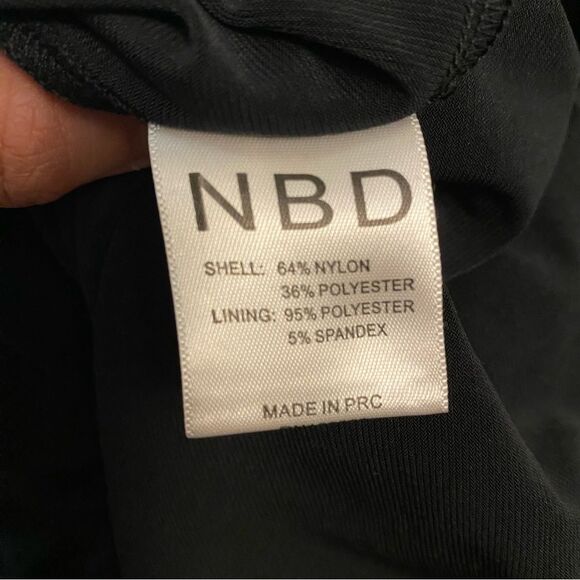 NBD
SHELL: 64% NYLON
36% POLYESTER
LINING: 95% POLYESTER
5% SPANDEX
MADE IN PRC